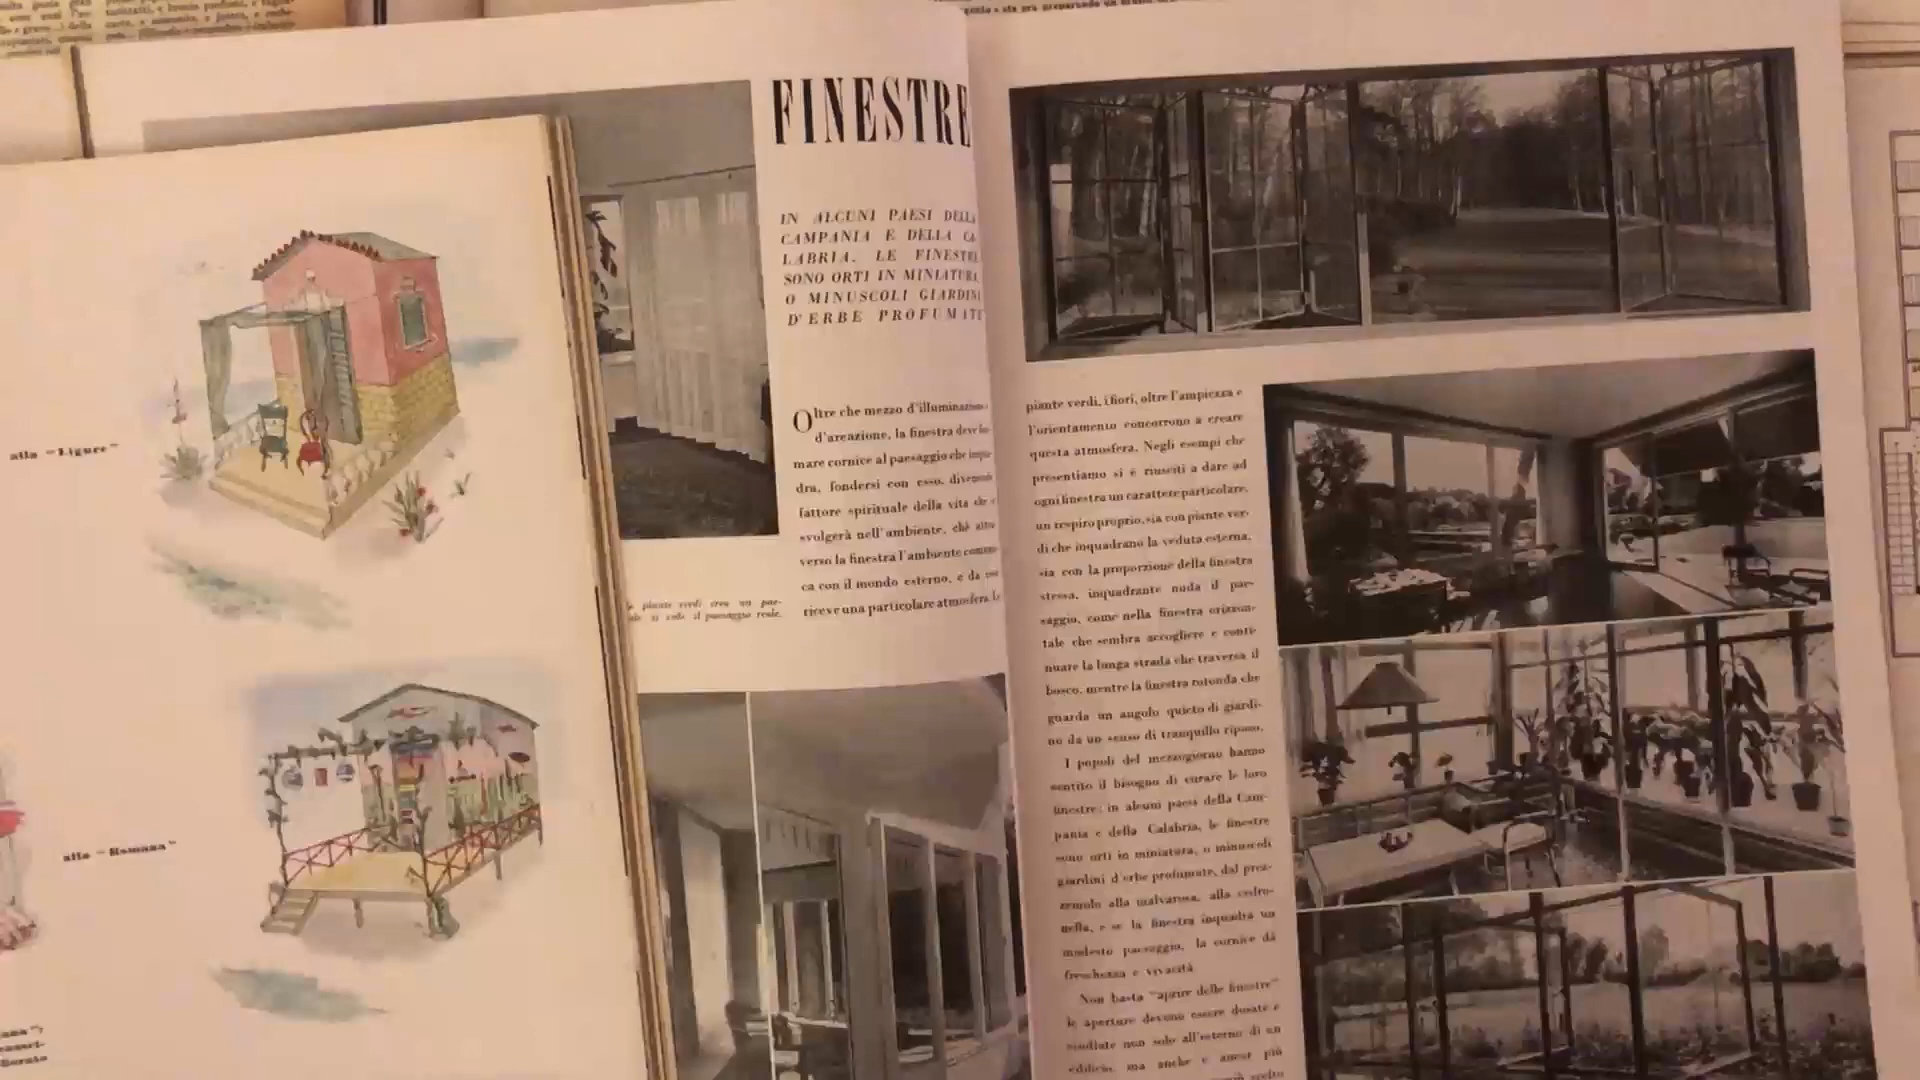 alla "Ligure"
alla "Romana"
FINESTRE
IN ALCUNI PAESI DELLA
CAMPANIA E DELLA CA-
LABRIA, LE FINESTRE
SONO ORTI IN MINIATURA
O MINUSCOLI GIARDINI
D'ERBE PROFUMATE
Oltre che mezzo d'illuminazione
d'areazione, la finestra deve
mare cornice al paesaggio che
dra, fondersi con esso,
fattore spirituale della vita che
svolgerà nell'ambiente, chè
verso la finestra l'ambiente
ca con il mondo esterno, e da
riceve una particolare atmosfera.
piante verdi crea un pae-
si vede il paesaggio reale.
piante verdi, i fiori, oltre l'ampiezza e
l'orientamento concorrono a creare
questa atmosfera. Negli esempi che
presentiamo si è riusciti a dare ad
ogni finestra un carattere particolare,
un respiro proprio, sia con piante ver-
di che inquadrano la veduta esterna,
sia con la proporzione della finestra
stessa, inquadrante nuda il pae-
saggio, come nella finestra orizzon-
tale che sembra accogliere e conti-
nuare la lunga strada che traversa il
bosco, mentre la finestra rotonda che
guarda un angolo quieto di giardi-
no dà un senso di tranquillo riposo.
I popoli del mezzogiorno hanno
sentito il bisogno di curare le loro
finestre: in alcuni paesi della Cam-
pania e della Calabria, le finestre
sono orti in miniatura, o minuscoli
giardini d'erbe profumate, dal prez-
zemolo alla malvarosa, alla cedro-
nella, e se la finestra inquadra un
modesto paesaggio, la cornice dà
freschezza e vivacità
Non basta "aprire delle finestre"
le aperture devono essere dosate e
studiate non solo all'interno di un
edificio, ma anche e ancor più